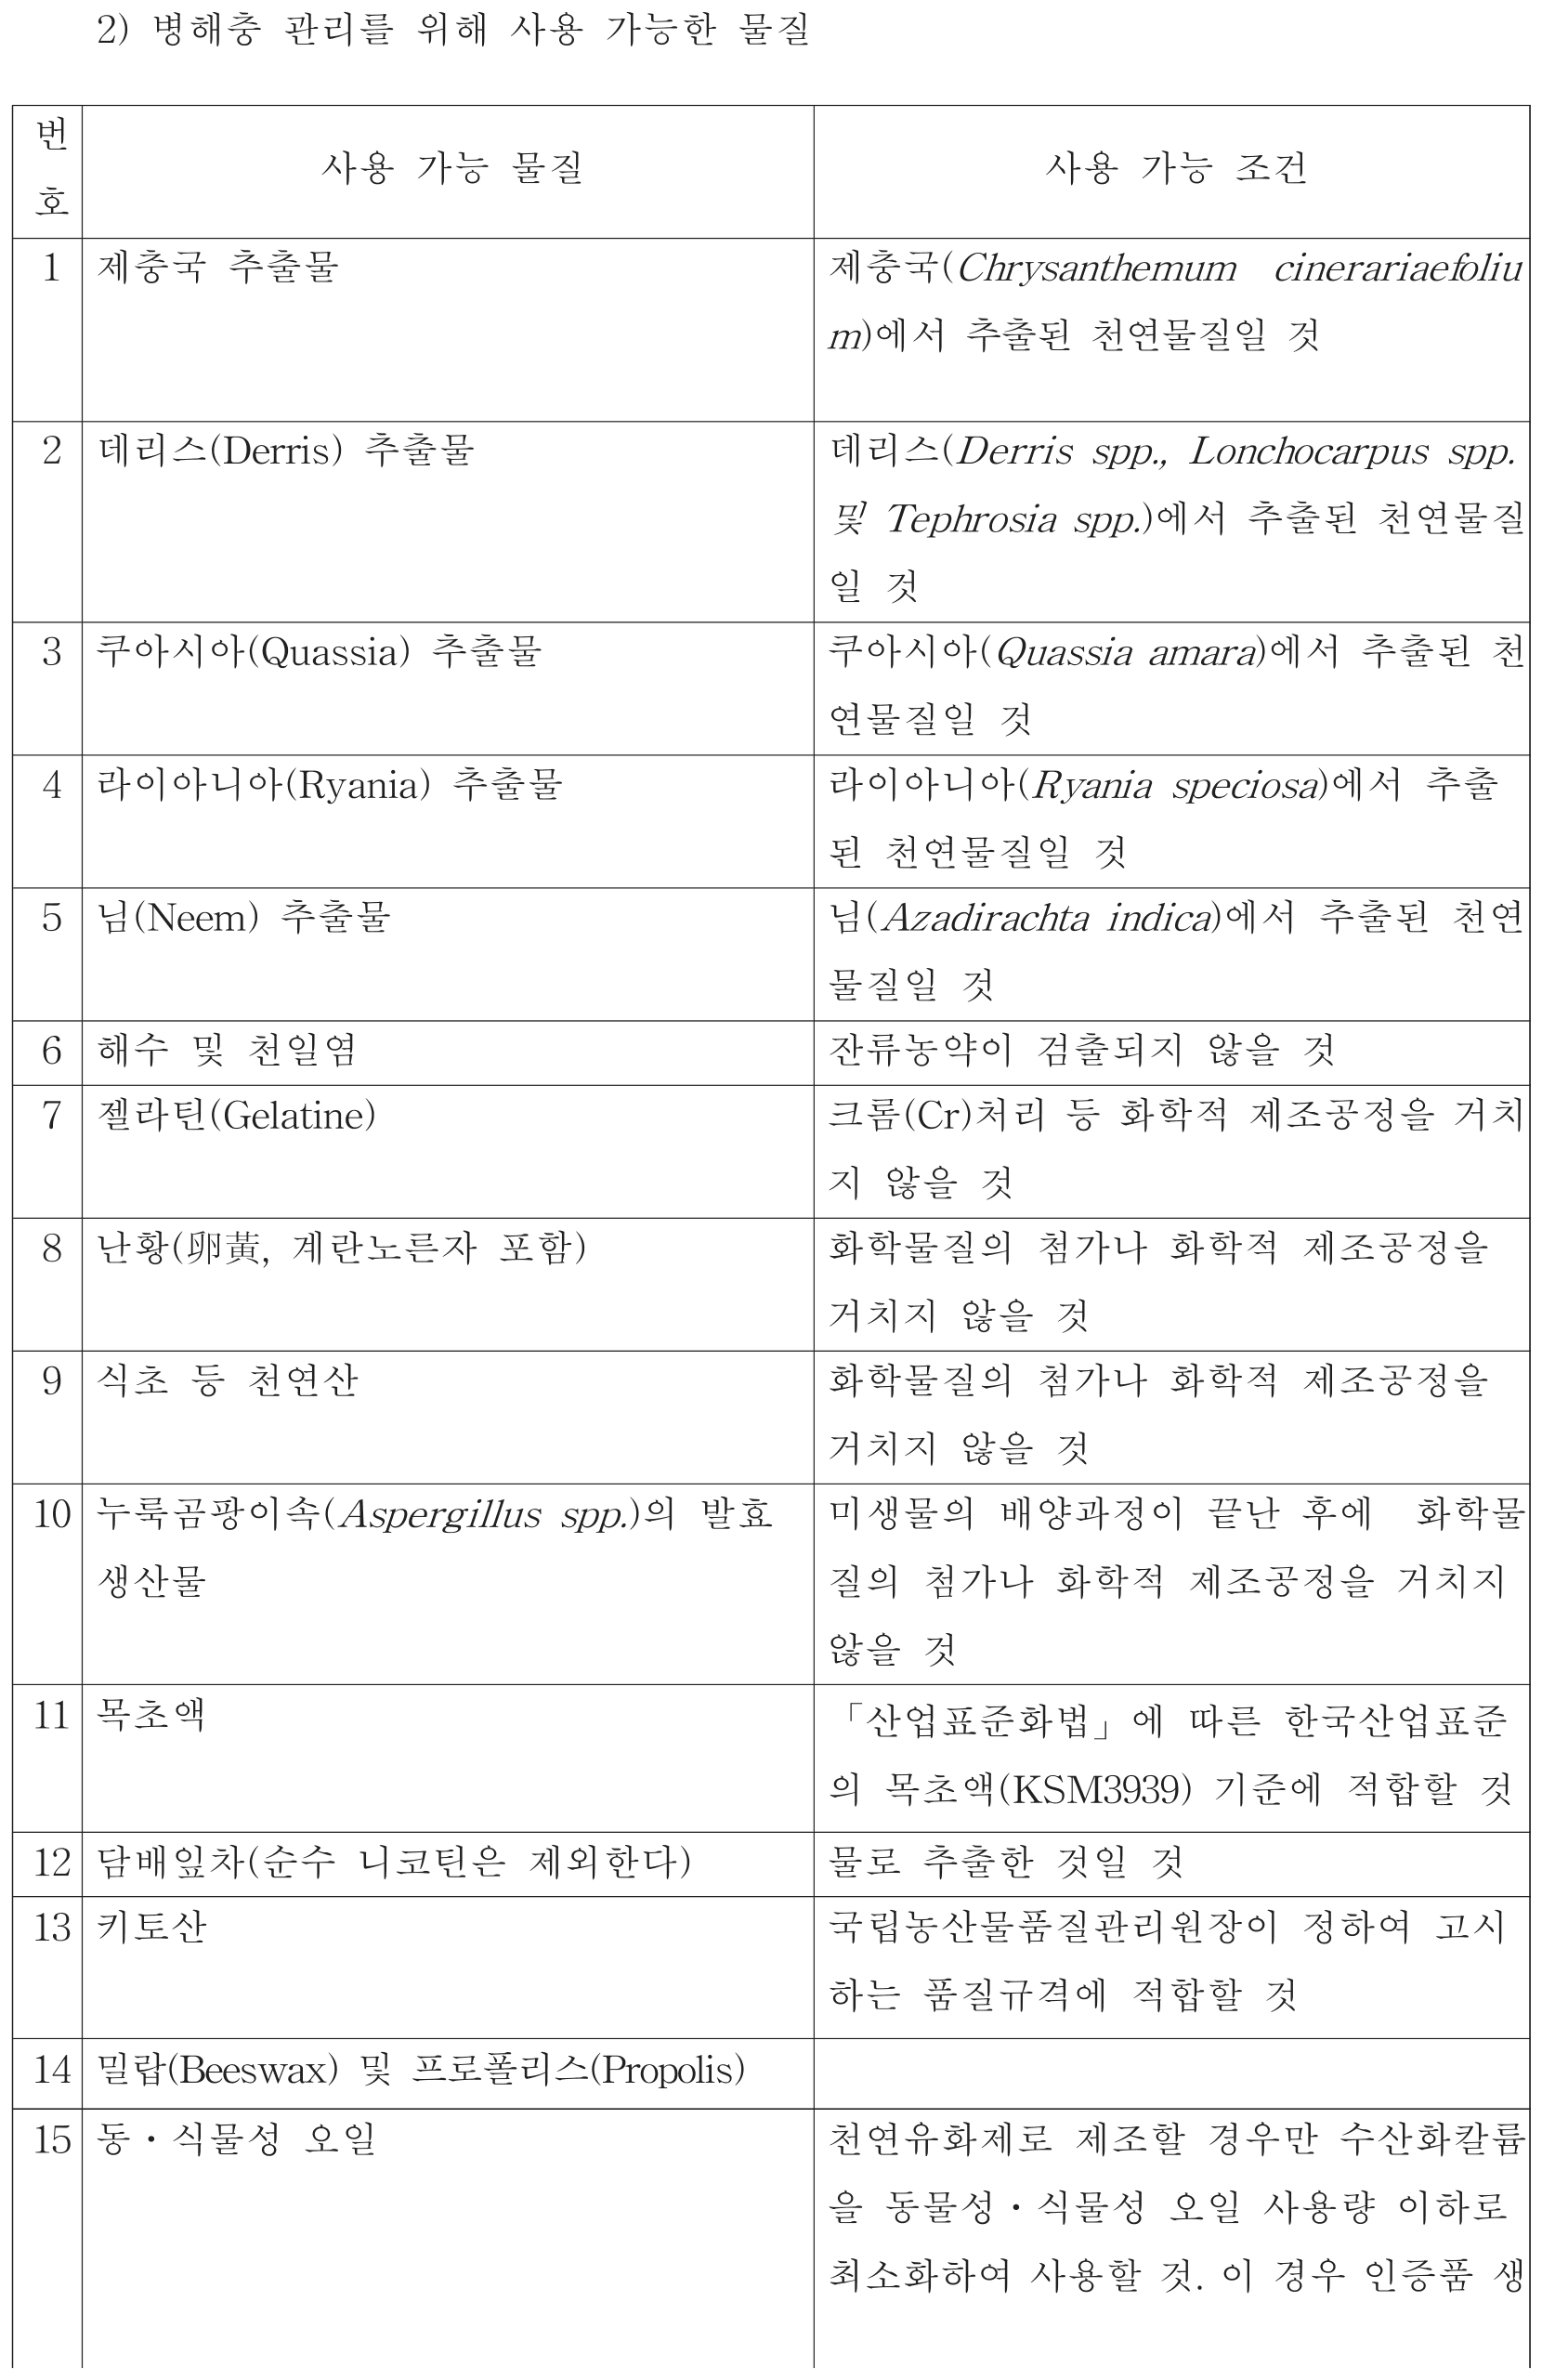 2) 병해충 관리를 위해 사용 가능한 물질
번
호
사용 가능 물질
사용 가능 조건
1
제충국 추출물
제충국(Chrysanthemum cinerariaefoliu
m)에서 추출된 천연물질일 것
2
데리스(Derris) 추출물
데리스(Derris spp., Lonchocarpus spp.
및 Tephrosia spp.)에서 추출된 천연물질
일 것
3
쿠아시아(Quassia) 추출물
쿠아시아(Quassia amara)에서 추출된 천
연물질일 것
4
라이아니아(Ryania) 추출물
라이아니아(Ryania speciosa)에서 추출
된 천연물질일 것
5
님(Neem) 추출물
님(Azadirachta indica)에서 추출된 천연
물질일 것
6
해수 및 천일염
잔류농약이 검출되지 않을 것
7
젤라틴(Gelatine)
크롬(Cr)처리 등 화학적 제조공정을 거치
지 않을 것
8
난황(卵黃, 계란노른자 포함)
화학물질의 첨가나 화학적 제조공정을
거치지 않을 것
9
식초 등 천연산
화학물질의 첨가나 화학적 제조공정을
거치지 않을 것
10
누룩곰팡이속(Aspergillus spp.)의 발효
생산물
미생물의 배양과정이 끝난 후에 화학물
질의 첨가나 화학적 제조공정을 거치지
않을 것
11
목초액
「산업표준화법」에 따른 한국산업표준
의 목초액(KSM3939) 기준에 적합할 것
12
담배잎차(순수 니코틴은 제외한다)
물로 추출한 것일 것
13
키토산
국립농산물품질관리원장이 정하여 고시
하는 품질규격에 적합할 것
14
밀랍(Beeswax) 및 프로폴리스(Propolis)
15
동·식물성 오일
천연유화제로 제조할 경우만 수산화칼륨
을 동물성·식물성 오일 사용량 이하로
최소화하여 사용할 것. 이 경우 인증품 생